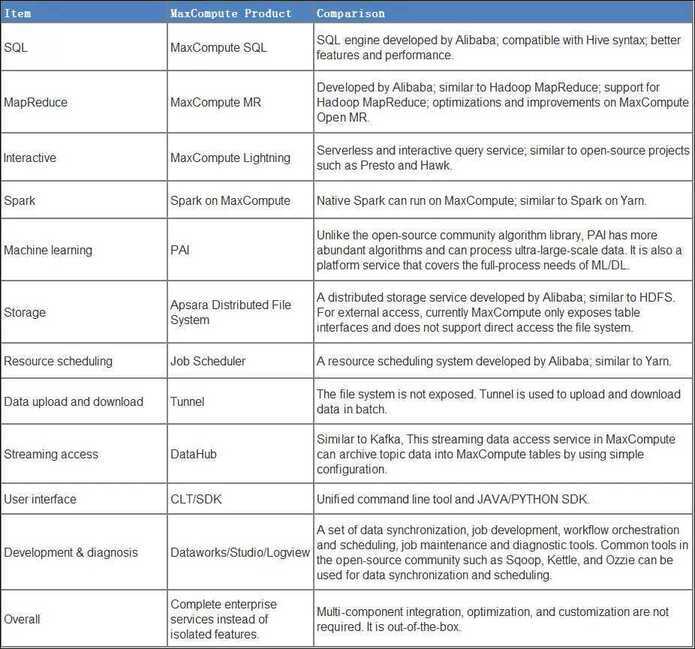 Item MaxCompute Product Comparison
SQL MaxCompute SQL SQL engine developed by Alibaba; compatible with Hive syntax; better
features and performance.
MapReduce MaxCompute MR Developed by Alibaba; similar to Hadoop MapReduce; support for
Hadoop MapReduce; optimizations and improvements on MaxCompute
Open MR.
Interactive MaxCompute Lightning Serverless and interactive query service; similar to open-source projects
such as Presto and Hawk.
Spark Spark on MaxCompute Native Spark can run on MaxCompute; similar to Spark on Yarn.
Machine learning PAI Unlike the open-source community algorithm library, PAI has more
abundant algorithms and can process ultra-large-scale data. It is also a
platform service that covers the full-process needs of ML/DL.
Storage Apsara Distributed File
System A distributed storage service developed by Alibaba; similar to HDFS.
For external access, currently MaxCompute only exposes table
interfaces and does not support direct access the file system.
Resource scheduling Job Scheduler A resource scheduling system developed by Alibaba; similar to Yarn.
Data upload and download Tunnel The file system is not exposed. Tunnel is used to upload and download
data in batch.
Streaming access DataHub Similar to Kafka, This streaming data access service in MaxCompute
can archive topic data into MaxCompute tables by using simple
configuration.
User interface CLT/SDK Unified command line tool and JAVA/PYTHON SDK.
Development & diagnosis Dataworks/Studio/Logview A set of data synchronization, job development, workflow orchestration
and scheduling, job maintenance and diagnostic tools. Common tools in
the open-source community such as Sqoop, Kettle, and Ozzie can be
used for data synchronization and scheduling.
Overall Complete enterprise
services instead of
isolated features. Multi-component integration, optimization, and customization are not
required. It is out-of-the-box.